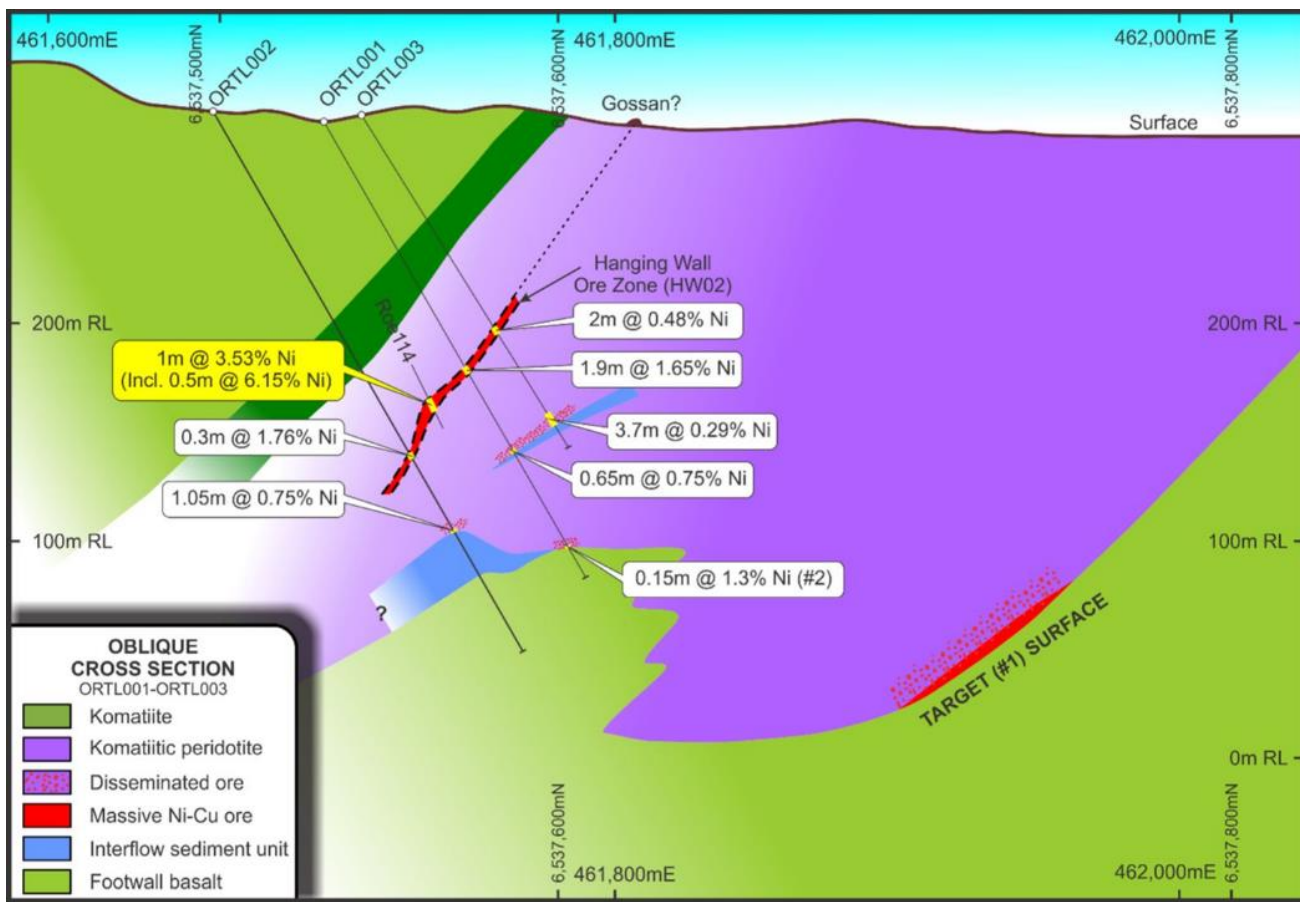 461,600mE
6,537,500mN
ORTL002
ORTL001
ORTL003
6,537,600mN
461,800mE
462,000mE
6,537,800mN
Gossan?
Surface
Hanging Wall
Ore Zone (HW02)
200m RL
200m RL
Roe114
2m @ 0.48% Ni
1m @ 3.53% Ni
(Incl. 0.5m @ 6.15% Ni)
1.9m @ 1.65% Ni
0.3m @ 1.76% Ni
3.7m @ 0.29% Ni
0.65m @ 0.75% Ni
1.05m @ 0.75% Ni
100m RL
100m RL
0.15m @ 1.3% Ni (#2)
?
TARGET (#1) SURFACE
0m RL
OBLIQUE
CROSS SECTION
ORTL001-ORTL003
Komatiite
Komatiitic peridotite
Disseminated ore
Massive Ni-Cu ore
Interflow sediment unit
Footwall basalt
6,537,600mN
461,800mE
462,000mE
6,537,800mN